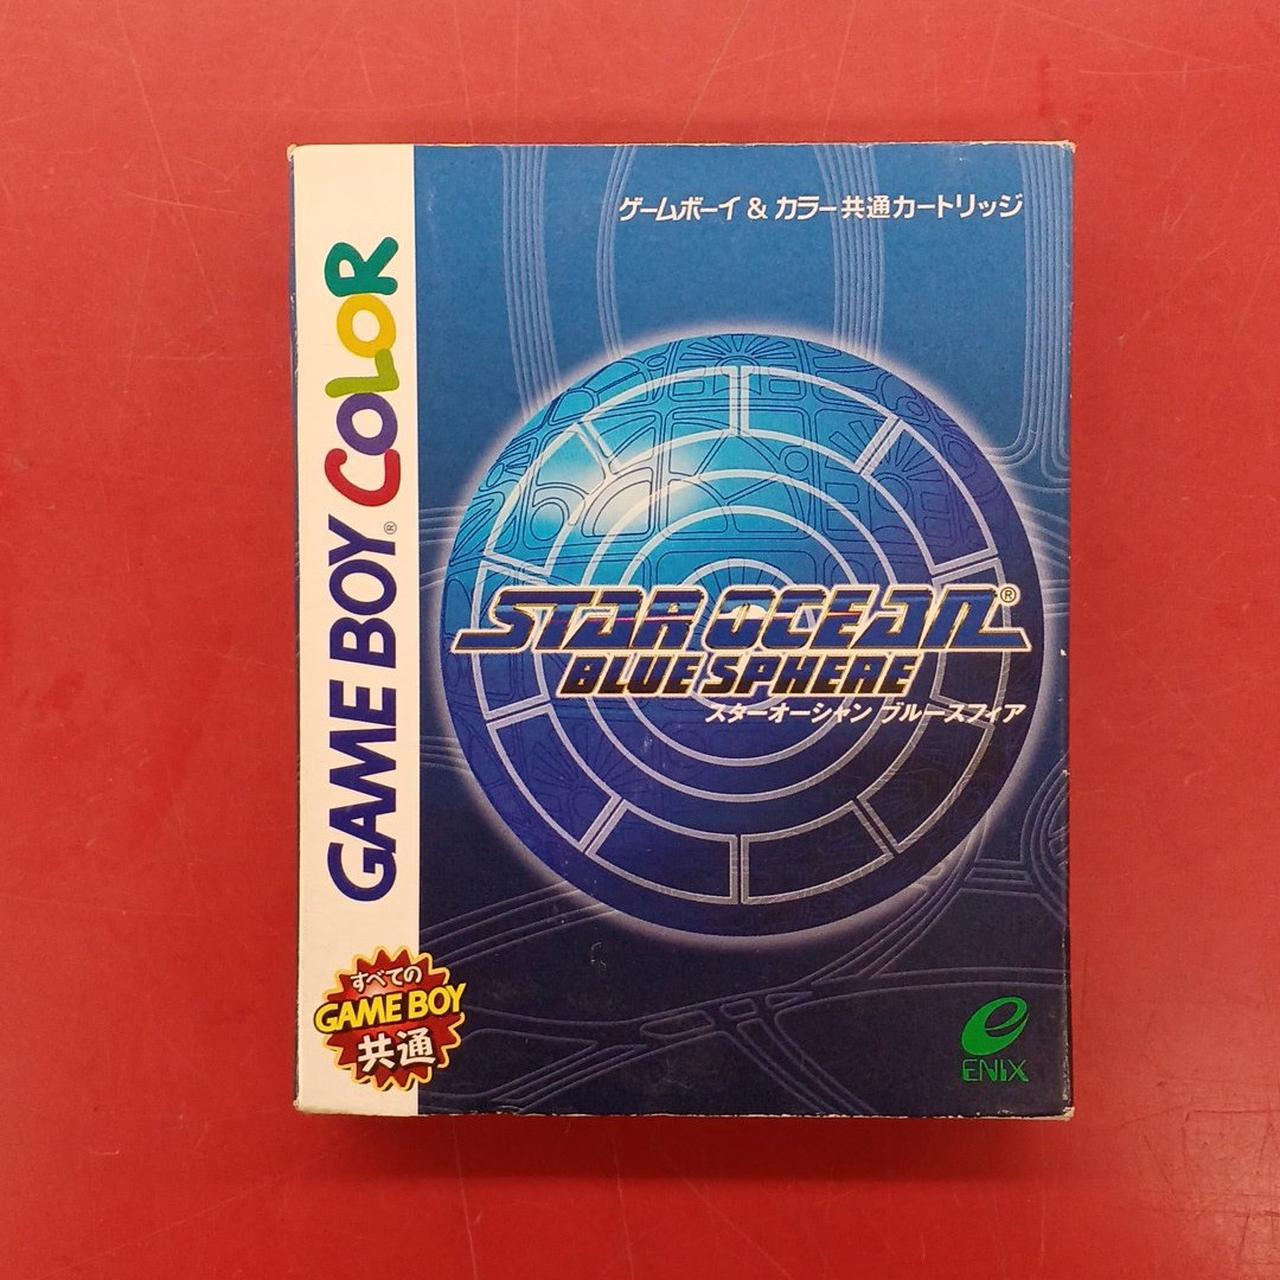 ゲームボーイ & カラー共通カートリッジ
GAME BOY® COLOR
STAR OCEAN®
BLUE SPHERE
スターオーシャン ブルースフィア
すべての
GAME BOY
共通
e
ENIX